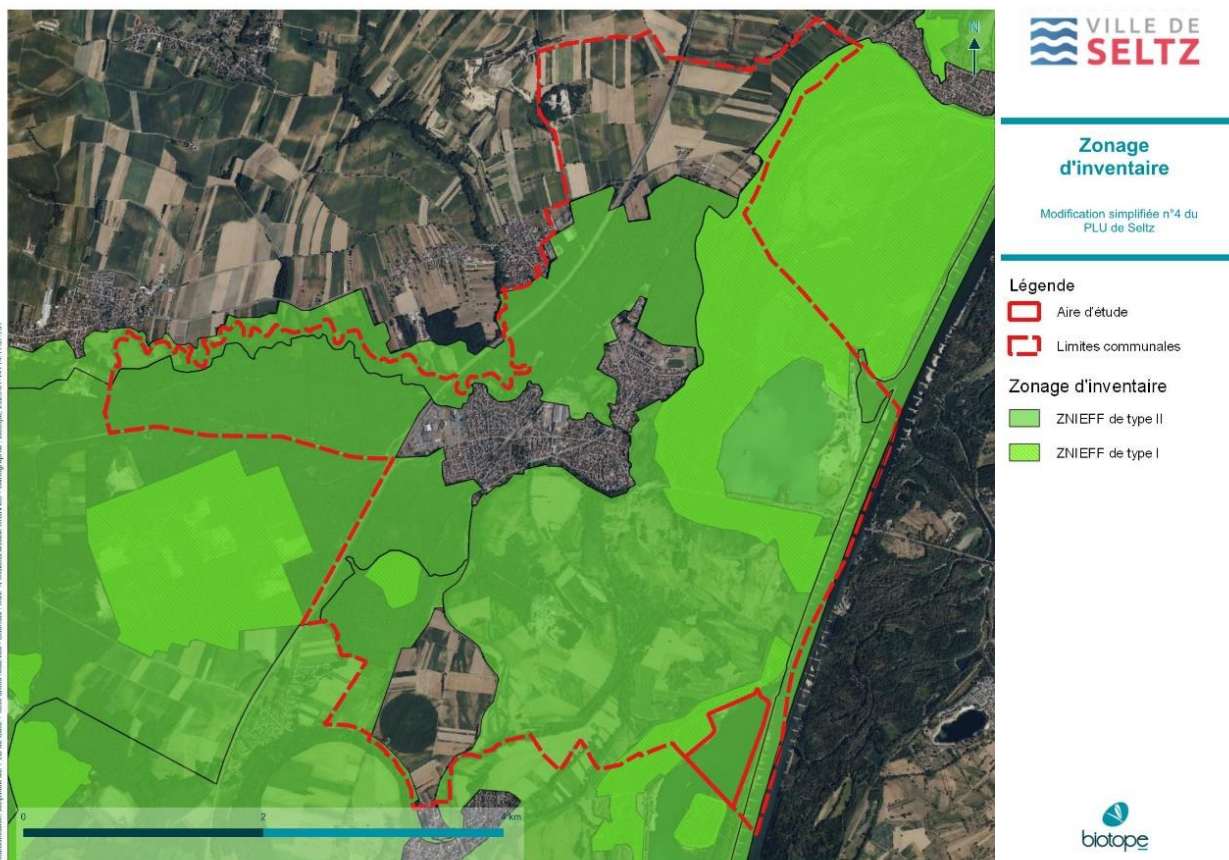 N
VILLE DE
SELTZ
Zonage
d'inventaire
Modification simplifiée n°4 du
PLU de Seltz
Légende
Aire d'étude
Limites communales
Zonage d'inventaire
ZNIEFF de type II
ZNIEFF de type I
0 2 4 km
biotope